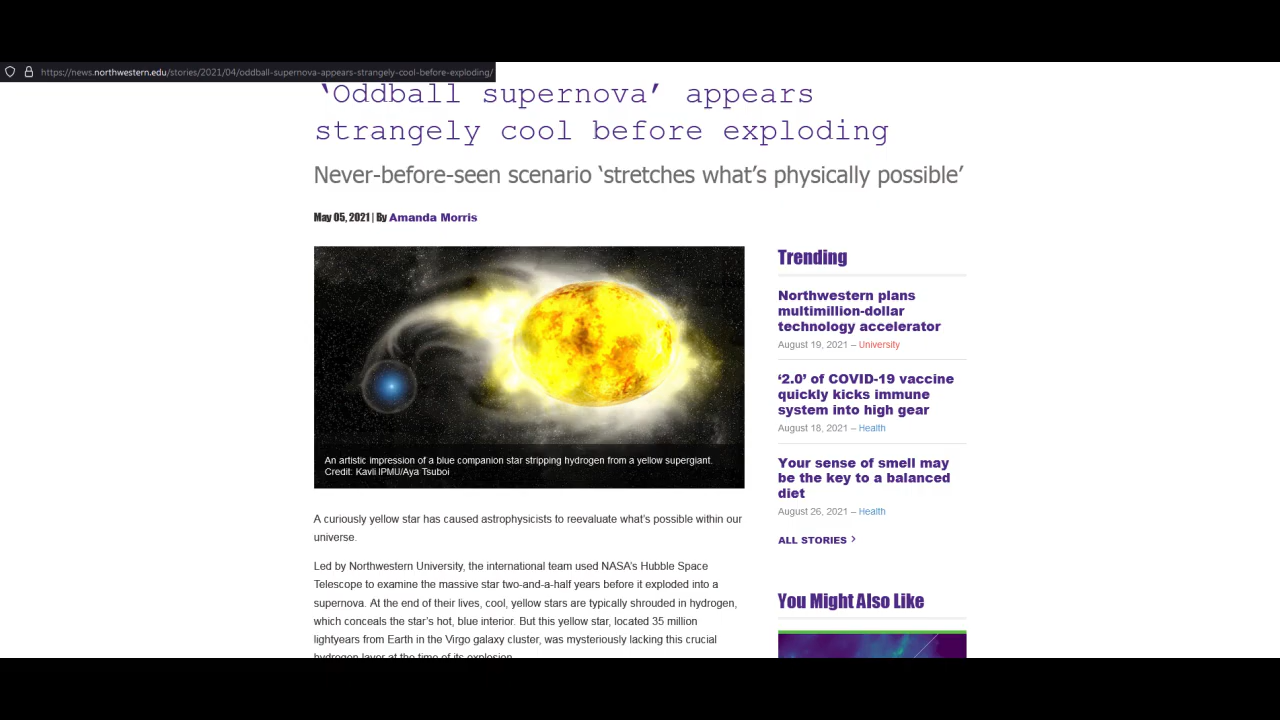 https://news.northwestern.edu/stories/2021/04/oddball-supernova-appears-strangely-cool-before-exploding/
‘Oddball supernova’ appears
strangely cool before exploding
Never-before-seen scenario ‘stretches what’s physically possible’
May 05, 2021 | By Amanda Morris
An artistic impression of a blue companion star stripping hydrogen from a yellow supergiant.
Credit: Kavli IPMU/Aya Tsuboi
A curiously yellow star has caused astrophysicists to reevaluate what’s possible within our
universe.
Led by Northwestern University, the international team used NASA’s Hubble Space
Telescope to examine the massive star two-and-a-half years before it exploded into a
supernova. At the end of their lives, cool, yellow stars are typically shrouded in hydrogen,
which conceals the star’s hot, blue interior. But this yellow star, located 35 million
lightyears from Earth in the Virgo galaxy cluster, was mysteriously lacking this crucial
hydrogen layer at the time of its explosion.
Trending
Northwestern plans
multimillion-dollar
technology accelerator
August 19, 2021 – University
‘2.0’ of COVID-19 vaccine
quickly kicks immune
system into high gear
August 18, 2021 – Health
Your sense of smell may
be the key to a balanced
diet
August 26, 2021 – Health
ALL STORIES >
You Might Also Like